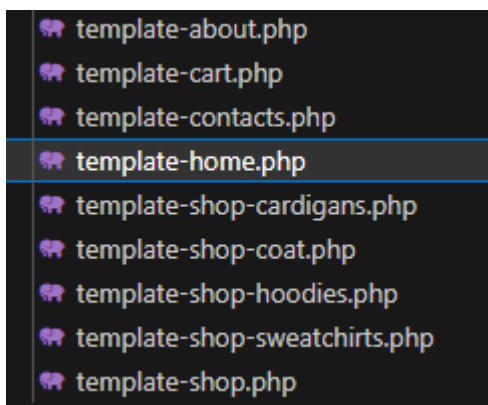 template-about.php
template-cart.php
template-contacts.php
template-home.php
template-shop-cardigans.php
template-shop-coat.php
template-shop-hoodies.php
template-shop-sweatchirts.php
template-shop.php